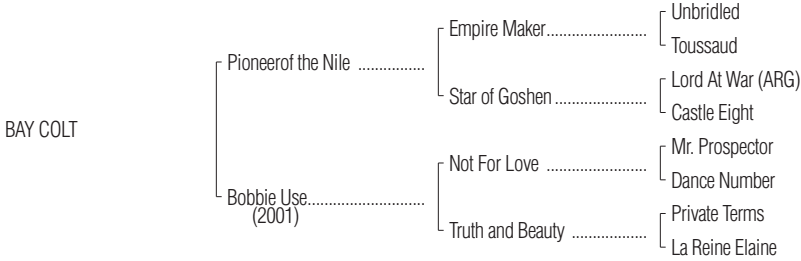 Unbridled
Empire Maker.......................
Toussaud
Pioneerof the Nile ...............
Lord At War (ARG)
Star of Goshen.....................
Castle Eight
BAY COLT
Mr. Prospector
Not For Love .......................
Dance Number
Bobbie Use..........................
(2001)
Private Terms
Truth and Beauty .................
La Reine Elaine